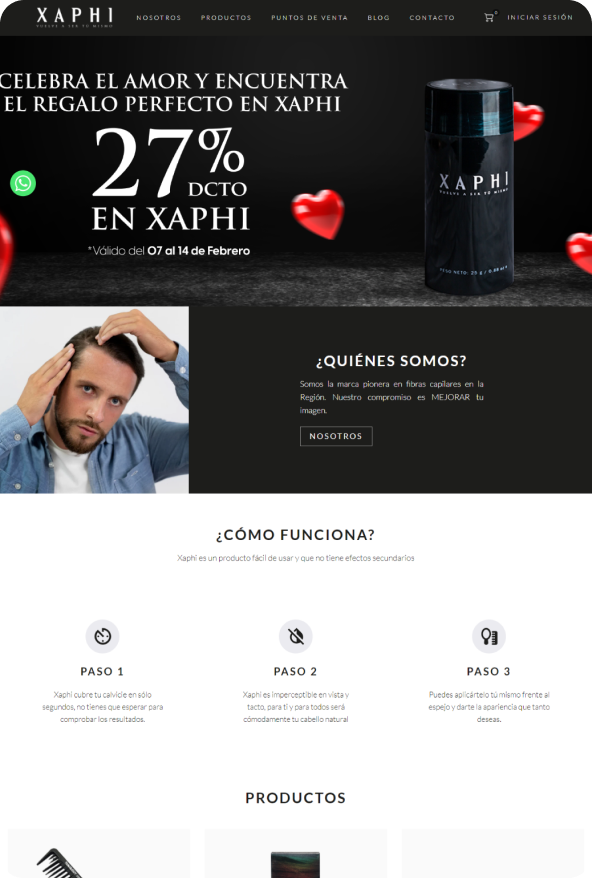 XAPHI
VUELVE A SER TÚ MISMO
NOSOTROS
PRODUCTOS
PUNTOS DE VENTA
BLOG
CONTACTO
0
INICIAR SESIÓN
CELEBRA EL AMOR Y ENCUENTRA
EL REGALO PERFECTO EN XAPHI
27%
DCTO
EN XAPHI
*Válido del 07 al 14 de Febrero
XAPHI
VUELVE A SER TÚ MISMO
PESO NETO: 25 g / 0.88 oz
¿QUIÉNES SOMOS?
Somos la marca pionera en fibras capilares en la
Región. Nuestro compromiso es MEJORAR tu
imagen.
NOSOTROS
¿CÓMO FUNCIONA?
Xaphi es un producto fácil de usar y que no tiene efectos secundarios
PASO 1
Xaphi cubre tu calvicie en sólo
segundos, no tienes que esperar para
comprobar los resultados.
PASO 2
Xaphi es imperceptible en vista y
tacto, para ti y para todos será
cómodamente tu cabello natural
PASO 3
Puedes aplicártelo tú mismo frente al
espejo y darte la apariencia que tanto
deseas.
PRODUCTOS